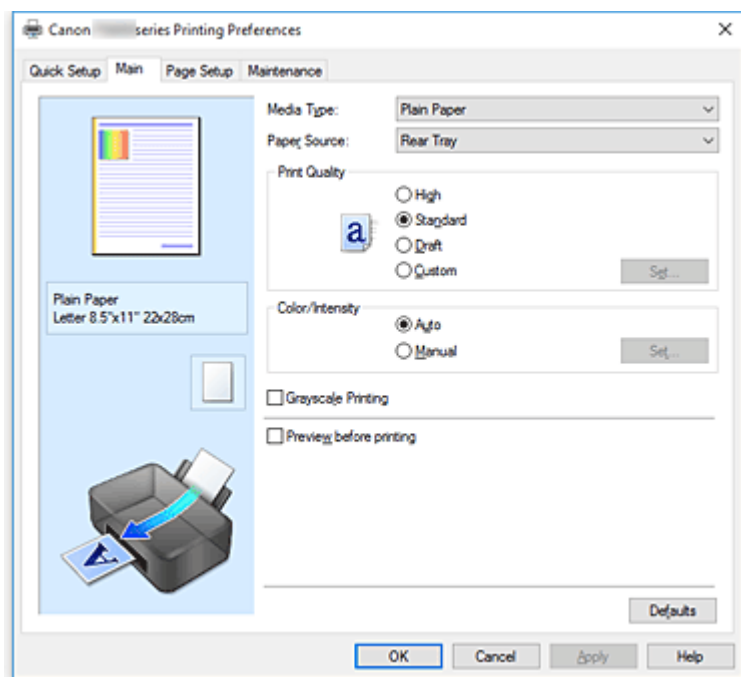 Canon series Printing Preferences
Quick Setup Main Page Setup Maintenance
Media Type: Plain Paper
Paper Source: Rear Tray
Print Quality
High
a Standard
Draft
Custom Set...
Plain Paper
Letter 8.5"x11" 22x28cm
Color/Intensity
Auto
Manual Set...
Grayscale Printing
Preview before printing
A
Defaults
OK Cancel Apply Help